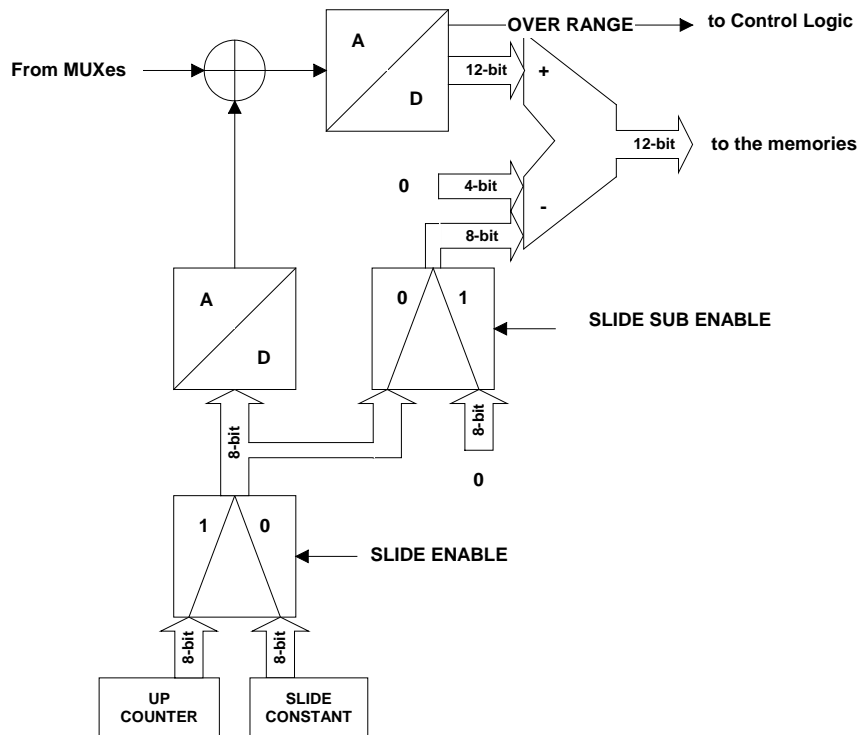 A
D
OVER RANGE
to Control Logic
From MUXes
12-bit
+
12-bit
to the memories
0
4-bit
-
8-bit
A
D
0
1
SLIDE SUB ENABLE
8-bit
8-bit
0
1
0
SLIDE ENABLE
8-bit
8-bit
UP
COUNTER
SLIDE
CONSTANT